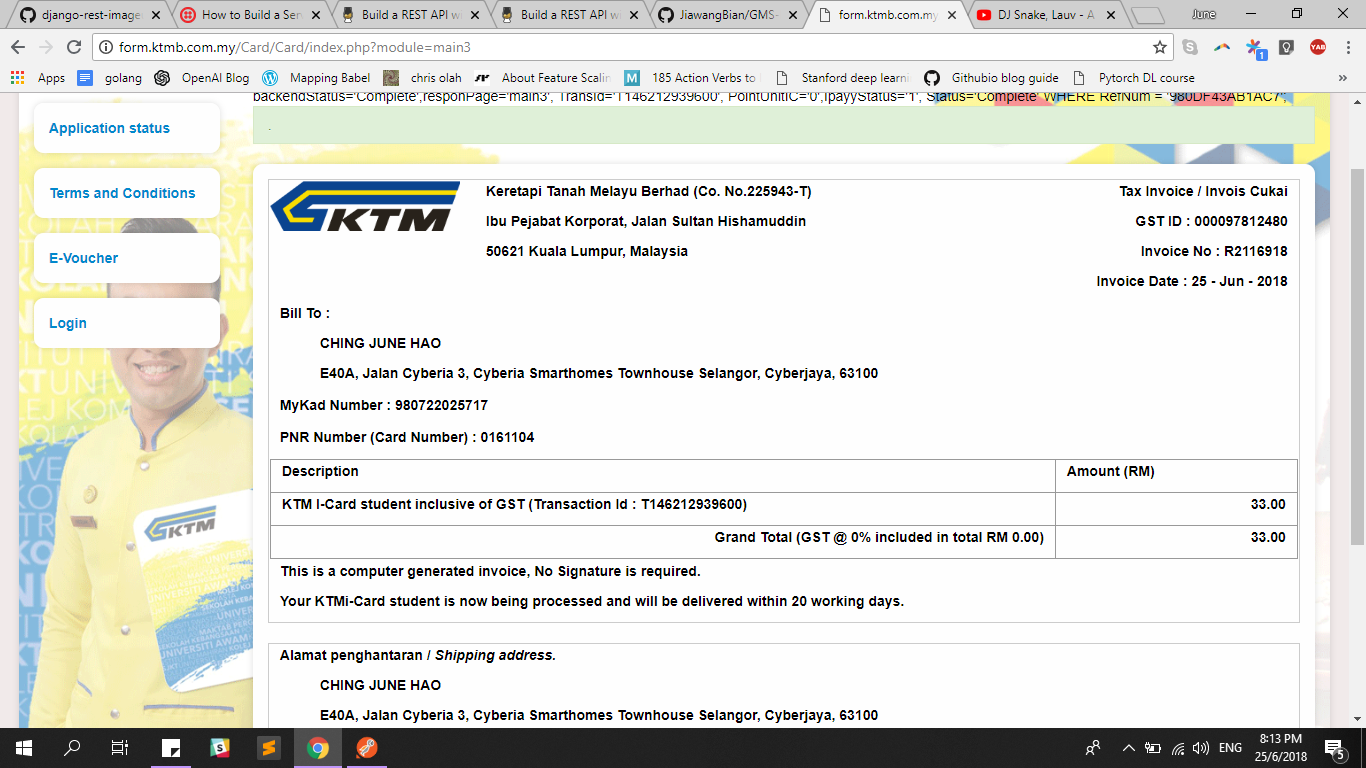 django-rest-image
How to Build a Ser
Build a REST API w
Build a REST API w
JiawangBian/GMS-
form.ktmb.com.my
DJ Snake, Lauv - A
June
form.ktmb.com.my/Card/Card/index.php?module=main3
YAB
1
Apps
golang
OpenAI Blog
Mapping Babel
chris olah
About Feature Scalin
185 Action Verbs to
Stanford deep learni
Githubio blog guide
Pytorch DL course
»
backendStatus='Complete',responPage='main3', TransId='T146212939600', PointUnitIC='0',ipayyStatus='1', Status='Complete' WHERE RefNum = '980DF43AB1AC7';
.
Application status
Terms and Conditions
E-Voucher
Login
KTM
Keretapi Tanah Melayu Berhad (Co. No.225943-T)
Ibu Pejabat Korporat, Jalan Sultan Hishamuddin
50621 Kuala Lumpur, Malaysia
Tax Invoice / Invois Cukai
GST ID : 000097812480
Invoice No : R2116918
Invoice Date : 25 - Jun - 2018
Bill To :
CHING JUNE HAO
E40A, Jalan Cyberia 3, Cyberia Smarthomes Townhouse Selangor, Cyberjaya, 63100
MyKad Number : 980722025717
PNR Number (Card Number) : 0161104
Description
Amount (RM)
KTM I-Card student inclusive of GST (Transaction Id : T146212939600)
33.00
Grand Total (GST @ 0% included in total RM 0.00)
33.00
This is a computer generated invoice, No Signature is required.
Your KTMi-Card student is now being processed and will be delivered within 20 working days.
Alamat penghantaran / Shipping address.
CHING JUNE HAO
E40A, Jalan Cyberia 3, Cyberia Smarthomes Townhouse Selangor, Cyberjaya, 63100
KTM
ENG
8:13 PM
25/6/2018
5